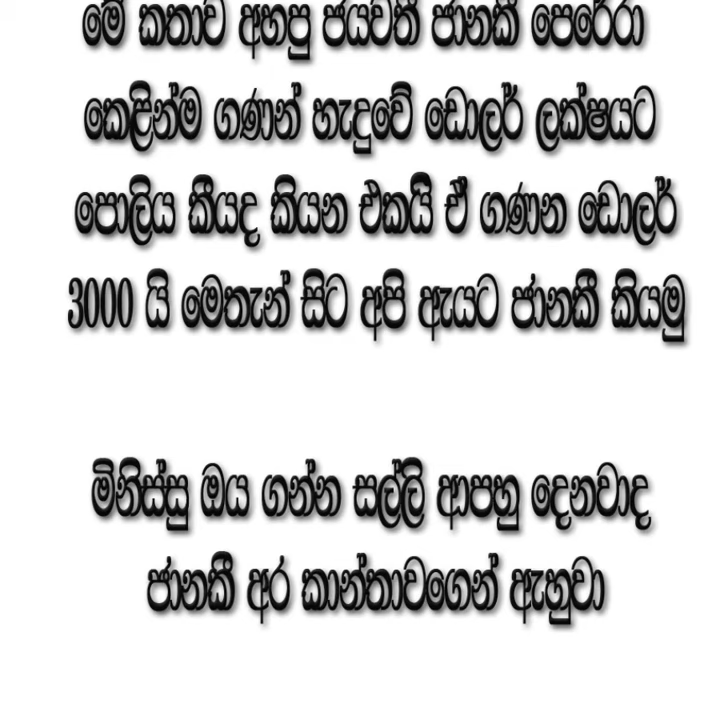 මේ කතාව අහපු ජයවතී ජානකී පෙරේරා
කෙළින්ම ගණන් හැදුවේ ඩොලර් ලක්ෂයට
පොලිය කීයද කියන එකයි ඒ ගණන ඩොලර්
3000 යි මෙතැන් සිට අපි ඇයට ජානකී කියමු
මිනිස්සු ඔය ගන්න සල්ලි ආපහු දෙනවාද
ජානකී අර කාන්තාවගෙන් ඇහුවා